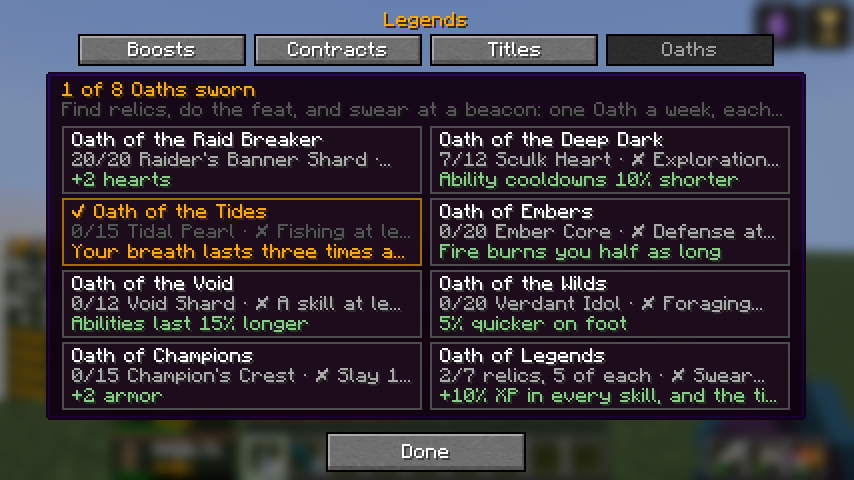 Legends
Boosts
Contracts
Titles
Oaths
1 of 8 Oaths sworn
Find relics, do the feat, and swear at a beacon: one Oath a week, each...
Oath of the Raid Breaker
20/20 Raider's Banner Shard ·...
+2 hearts
Oath of the Deep Dark
7/12 Sculk Heart · ✘ Exploration...
Ability cooldowns 10% shorter
✔ Oath of the Tides
0/15 Tidal Pearl · ✘ Fishing at le...
Your breath lasts three times a...
Oath of Embers
0/20 Ember Core · ✘ Defense at...
Fire burns you half as long
Oath of the Void
0/12 Void Shard · ✘ A skill at le...
Abilities last 15% longer
Oath of the Wilds
0/20 Verdant Idol · ✘ Foraging...
5% quicker on foot
Oath of Champions
0/15 Champion's Crest · ✘ Slay 1...
+2 armor
Oath of Legends
2/7 relics, 5 of each · ✘ Swear...
+10% XP in every skill, and the ti...
Done